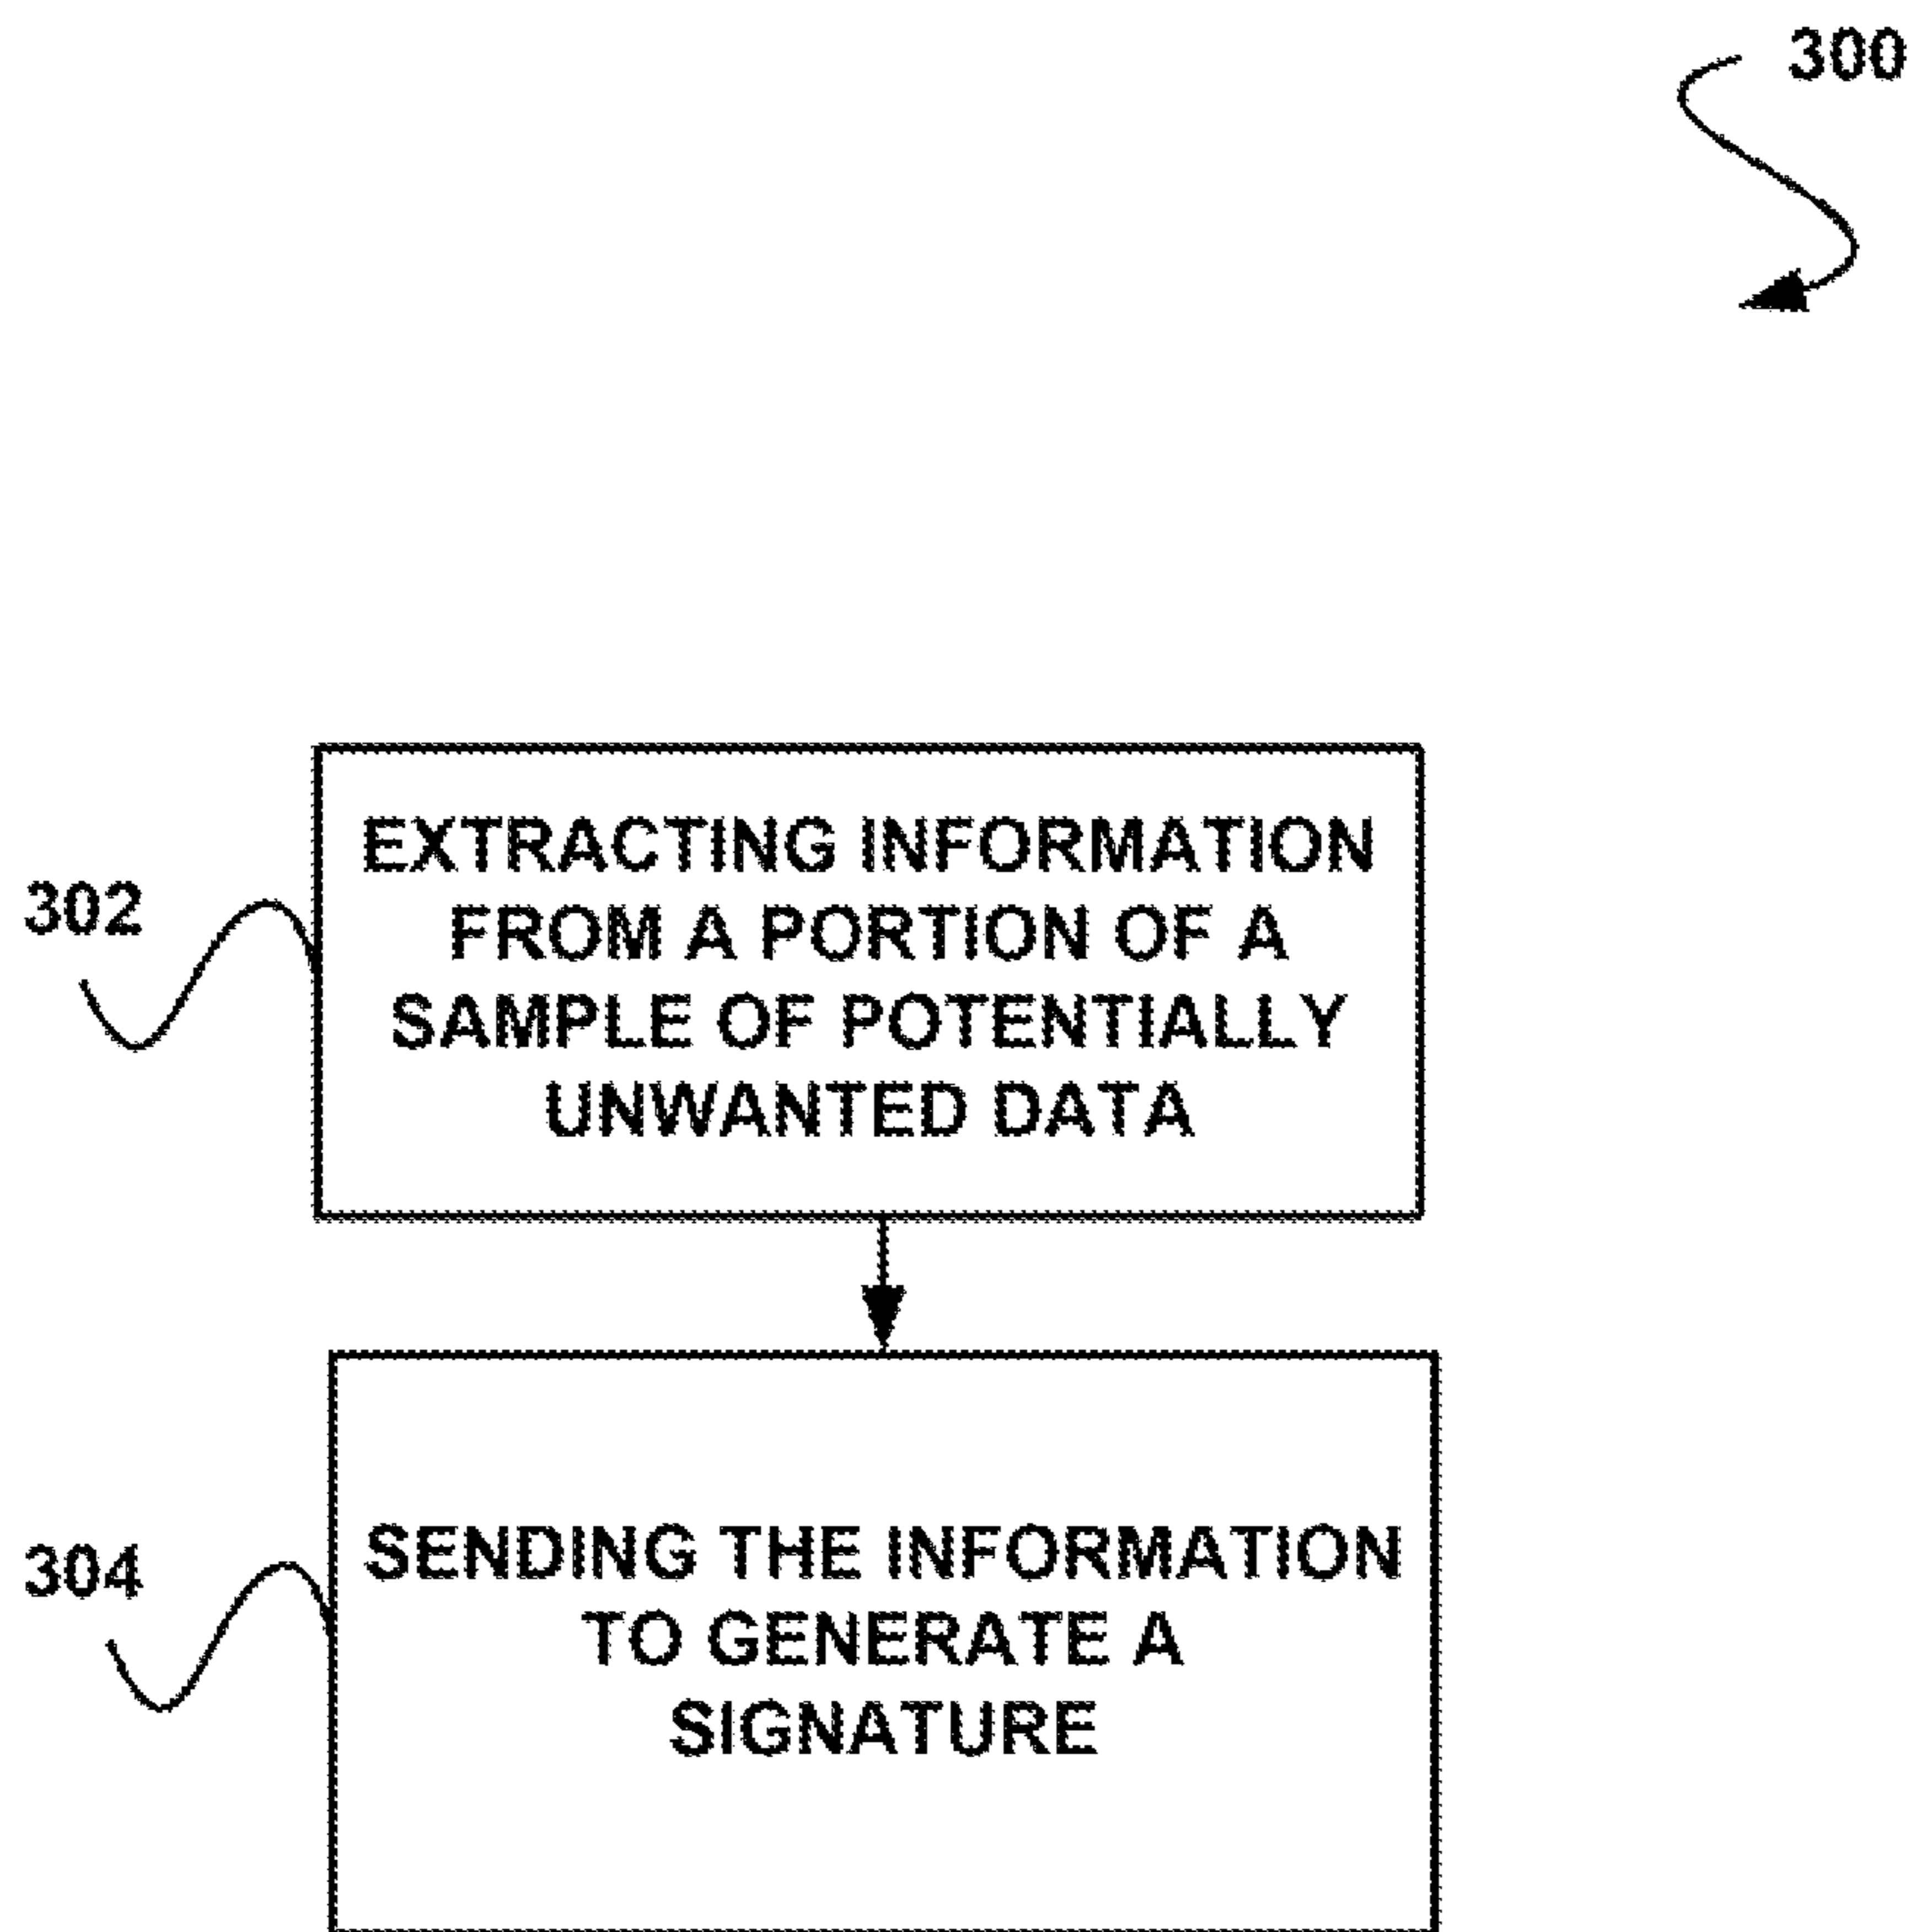 300
302
EXTRACTING INFORMATION
FROM A PORTION OF A
SAMPLE OF POTENTIALLY
UNWANTED DATA
304
SENDING THE INFORMATION
TO GENERATE A
SIGNATURE